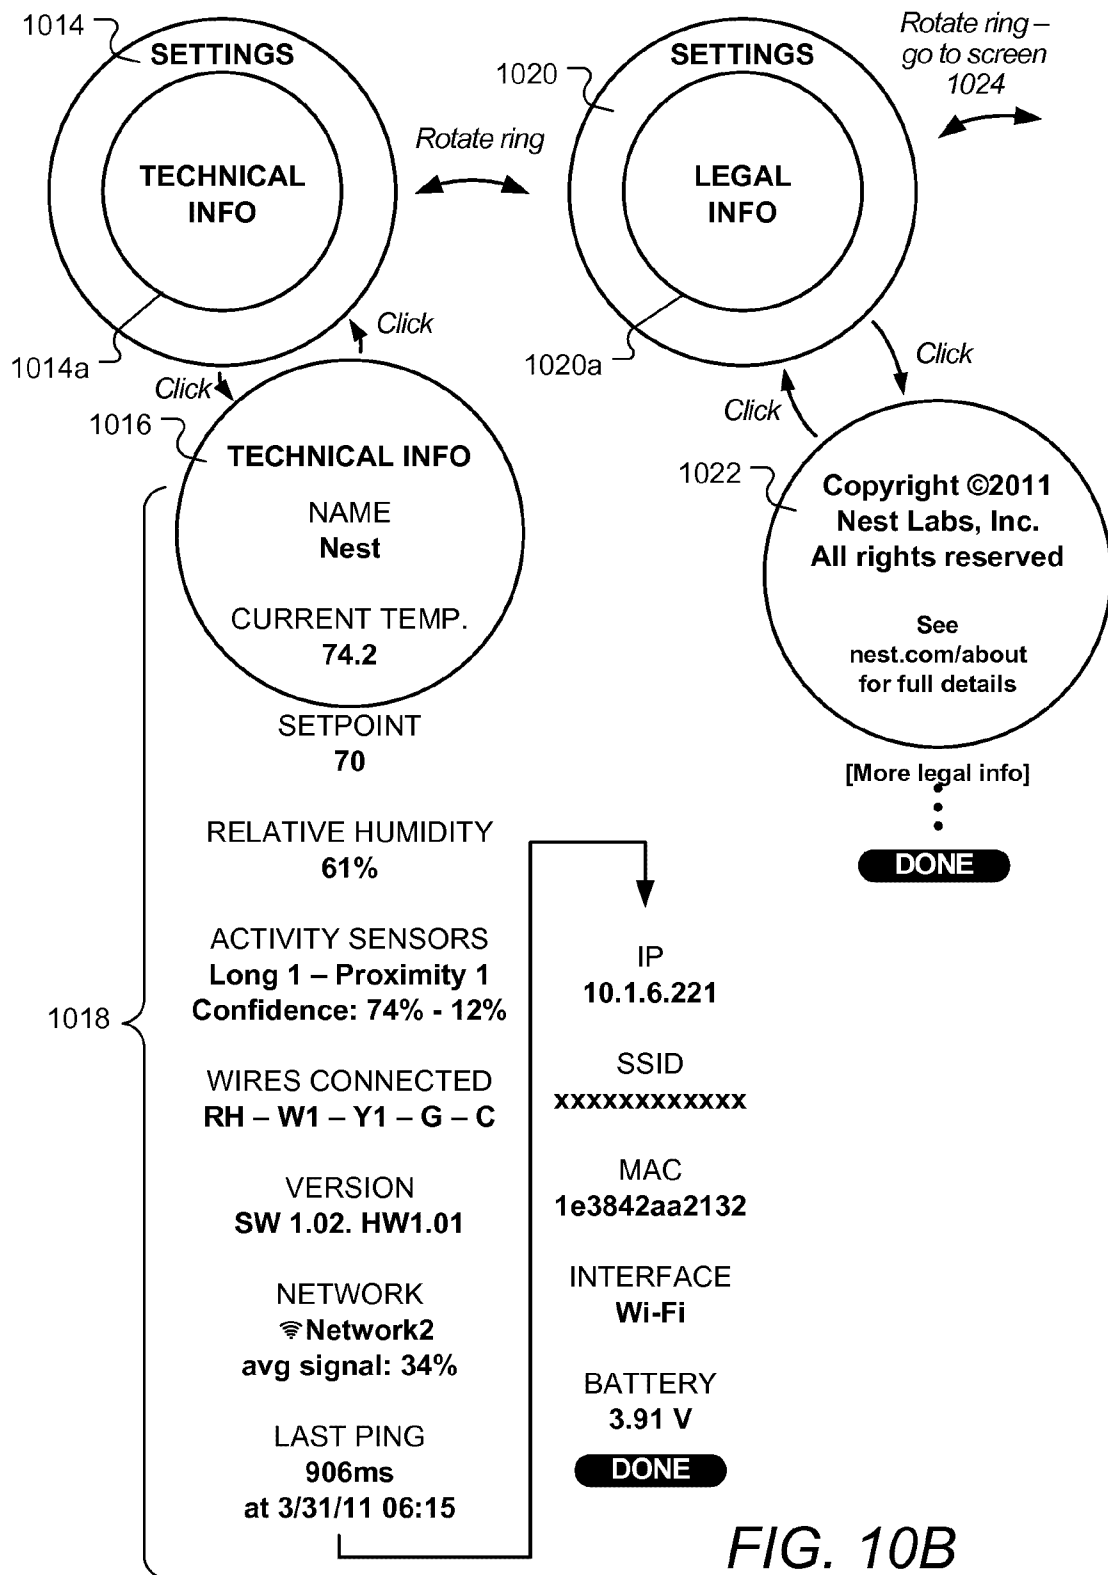 1014
SETTINGS
TECHNICAL
INFO
1014a
Rotate ring
1020
SETTINGS
LEGAL
INFO
1020a
Rotate ring –
go to screen
1024
Click
Click
1016
TECHNICAL INFO
NAME
Nest
CURRENT TEMP.
74.2
SETPOINT
70
RELATIVE HUMIDITY
61%
ACTIVITY SENSORS
Long 1 – Proximity 1
Confidence: 74% - 12%
1018
WIRES CONNECTED
RH – W1 – Y1 – G – C
VERSION
SW 1.02. HW1.01
NETWORK
Network2
avg signal: 34%
LAST PING
906ms
at 3/31/11 06:15
IP
10.1.6.221
SSID
xxxxxxxxxxxx
MAC
1e3842aa2132
INTERFACE
Wi-Fi
BATTERY
3.91 V
DONE
Click
Click
1022
Copyright ©2011
Nest Labs, Inc.
All rights reserved
See
nest.com/about
for full details
[More legal info]
DONE
FIG. 10B